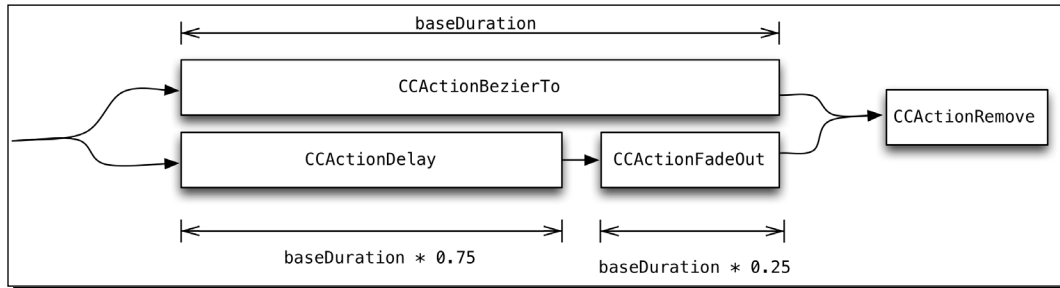 baseDuration
CCActionBezierTo
CCActionRemove
CCActionDelay
CCActionFadeOut
baseDuration * 0.75
baseDuration * 0.25